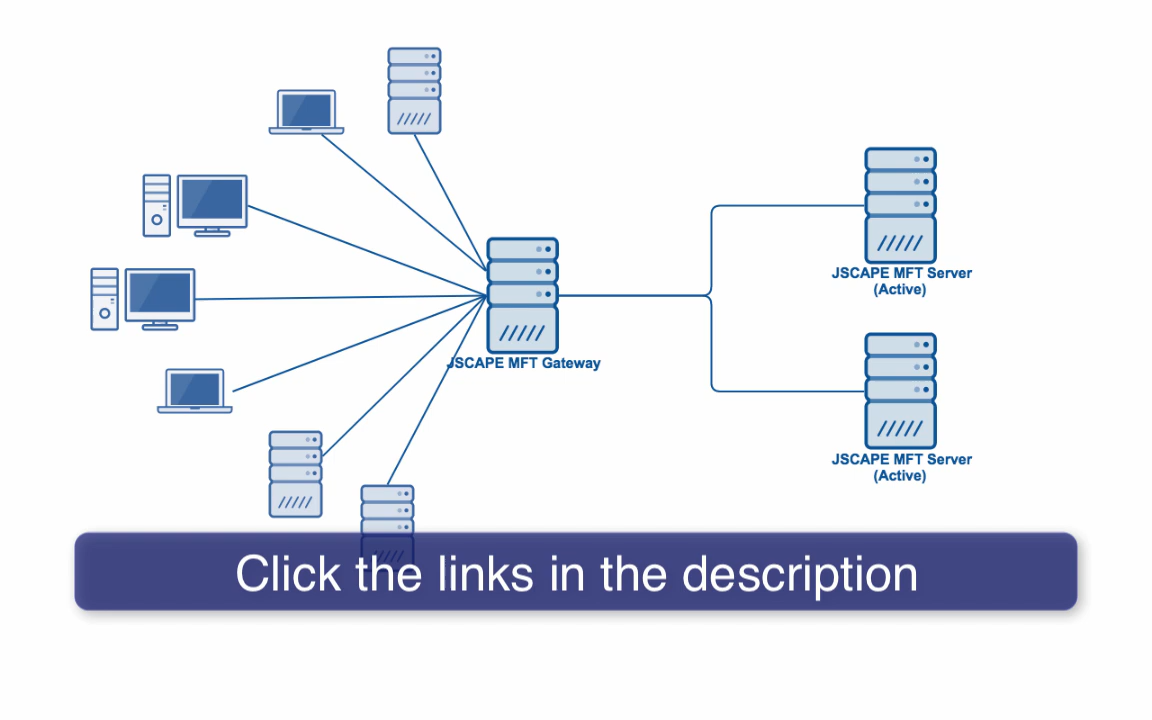 JSCAPE MFT Server
(Active)
JSCAPE MFT Gateway
JSCAPE MFT Server
(Active)
Click the links in the description